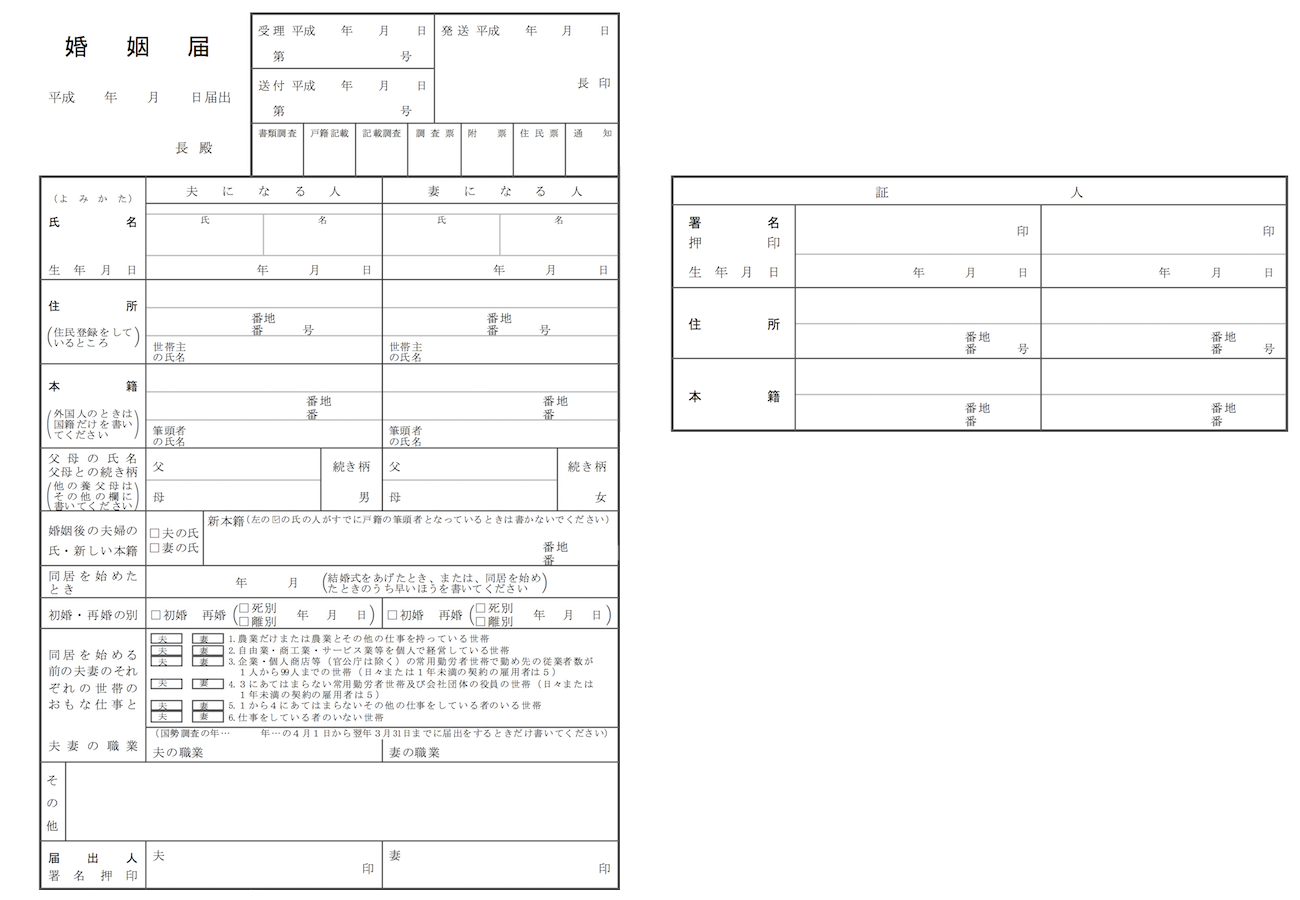 婚姻届
平成　年　月　日届出
長 殿
受理 平成　年　月　日
第　号
送付 平成　年　月　日
第　号
発送 平成　年　月　日
長 印
書類調査　戸籍記載　記載調査　調査票　附票　住民票　通知
（よみかた）
氏名
生年月日
夫になる人　妻になる人
氏　名　氏　名
年　月　日　年　月　日
住所
（住民登録をして
いるところ）
番地
番　号
番地
番　号
世帯主
の氏名
世帯主
の氏名
本籍
（外国人のときは
国籍だけを書い
てください）
番地
番
番地
番
筆頭者
の氏名
筆頭者
の氏名
父母の氏名
父母との続き柄
（他の養父母は
その他の欄に
書いてください）
父　続き柄　父　続き柄
母　男　母　女
婚姻後の夫婦の
氏・新しい本籍
□夫の氏
□妻の氏
新本籍（左の☑の氏の人がすでに戸籍の筆頭者となっているときは書かないでください）
番地
番
同居を始めた
とき
年　月
（結婚式をあげたとき、または、同居を始め
たときのうち早いほうを書いてください）
初婚・再婚の別
□初婚　再婚（□死別　年　月　日）
□離別
□初婚　再婚（□死別　年　月　日）
□離別
同居を始める
前の夫妻のそれ
ぞれの世帯の
おもな仕事と
夫妻の職業
夫　妻　1.農業だけまたは農業とその他の仕事を持っている世帯
夫　妻　2.自由業・商工業・サービス業等を個人で経営している世帯
夫　妻　3.企業・個人商店等（官公庁は除く）の常用勤労者世帯で勤め先の従業者数が
1人から99人までの世帯（日々または1年未満の契約の雇用者は5）
夫　妻　4.3にあてはまらない常用勤労者世帯及び会社団体の役員の世帯（日々または
1年未満の契約の雇用者は5）
夫　妻　5.1から4にあてはまらないその他の仕事をしている者のいる世帯
夫　妻　6.仕事をしている者のいない世帯
（国勢調査の年…　年…の4月1日から翌年3月31日までに届出をするときだけ書いてください）
夫の職業　妻の職業
その他
届出人
署名押印
夫　印　妻　印
証人
署名
押印
生年月日
印　印
年　月　日　年　月　日
住所
番地
番　号
番地
番　号
本籍
番地
番
番地
番